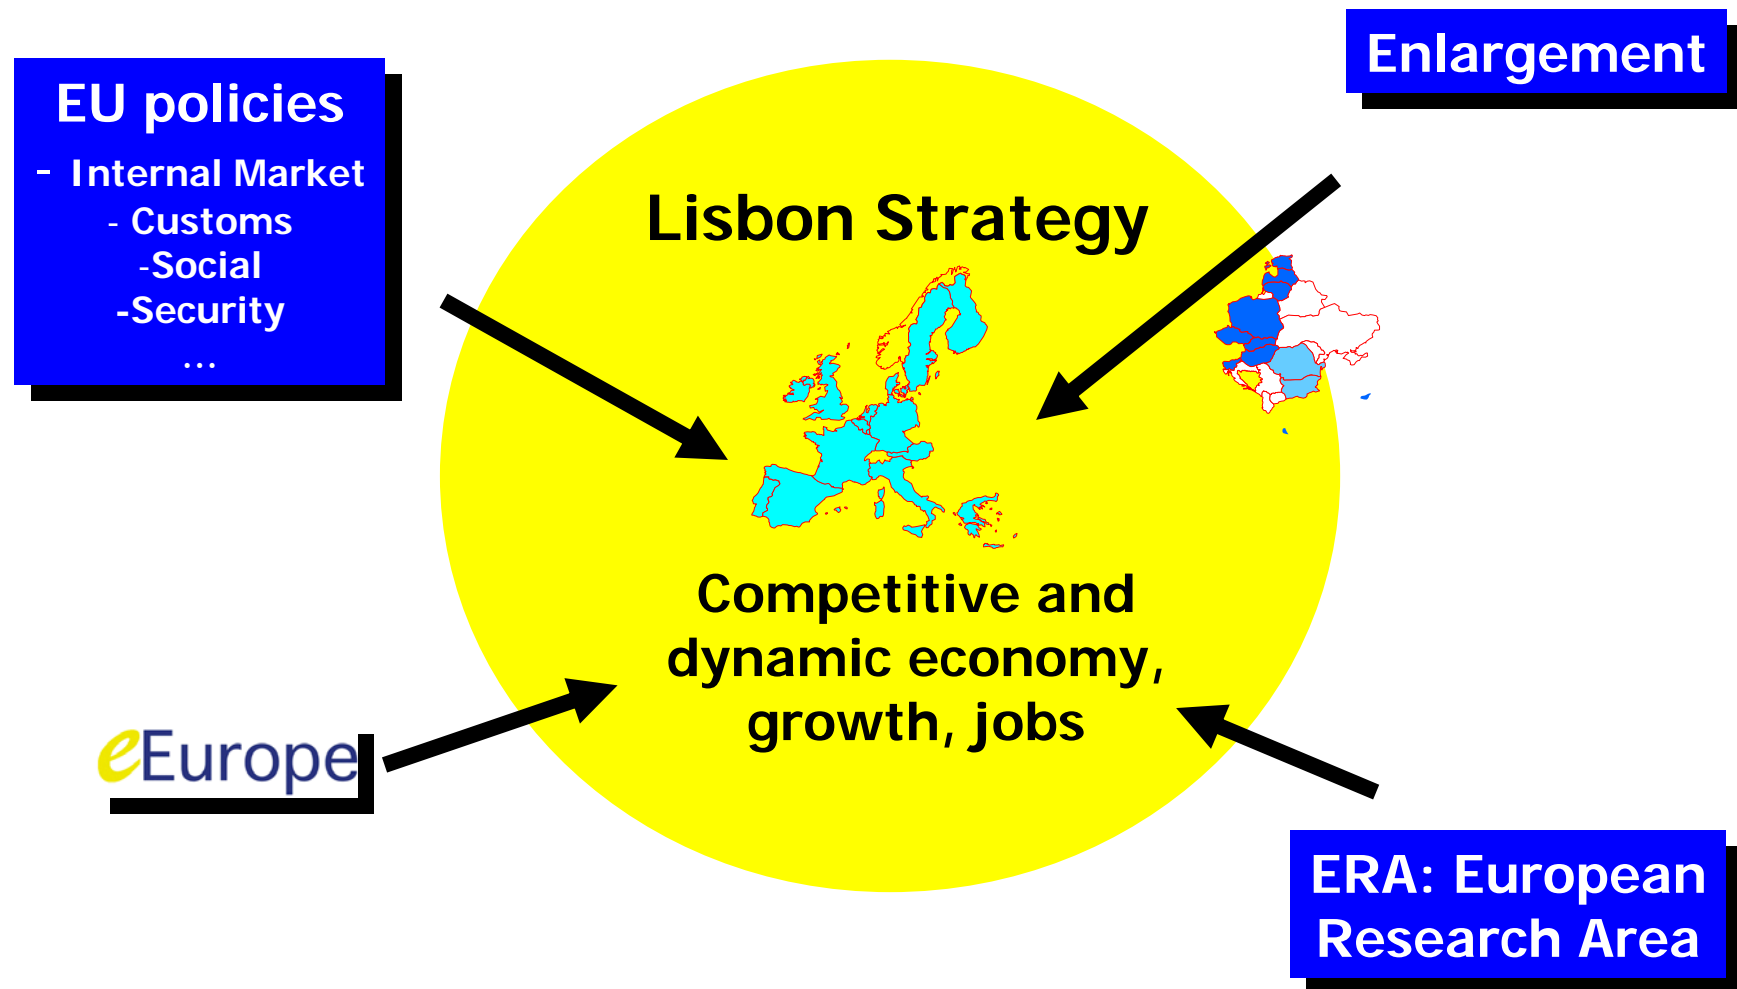 Enlargement
EU policies
- Internal Market
- Customs
-Social
-Security
...
Lisbon Strategy
Competitive and
dynamic economy,
growth, jobs
eEurope
ERA: European
Research Area